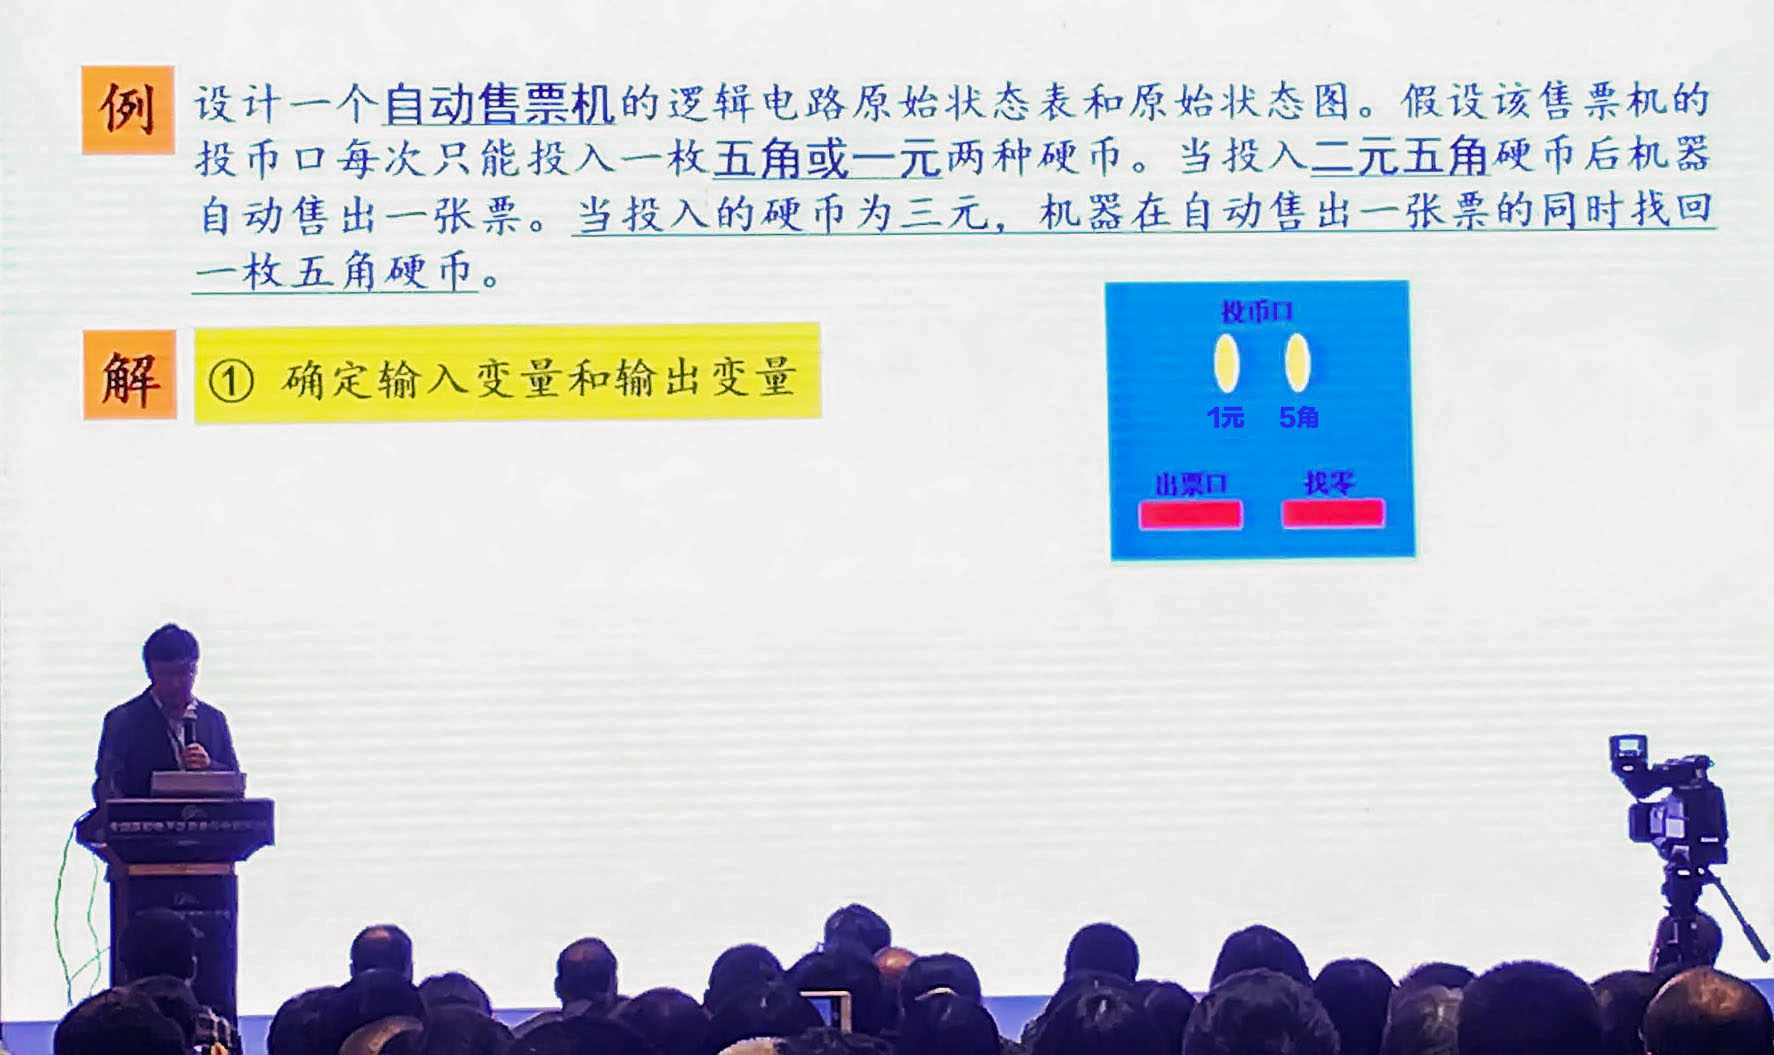 例
设计一个自动售票机的逻辑电路原始状态表和原始状态图。假设该售票机的
投币口每次只能投入一枚五角或一元两种硬币。当投入二元五角硬币后机器
自动售出一张票。当投入的硬币为三元，机器在自动售出一张票的同时找回
一枚五角硬币。
解
① 确定输入变量和输出变量
投币口
1元 5角
出票口 找零